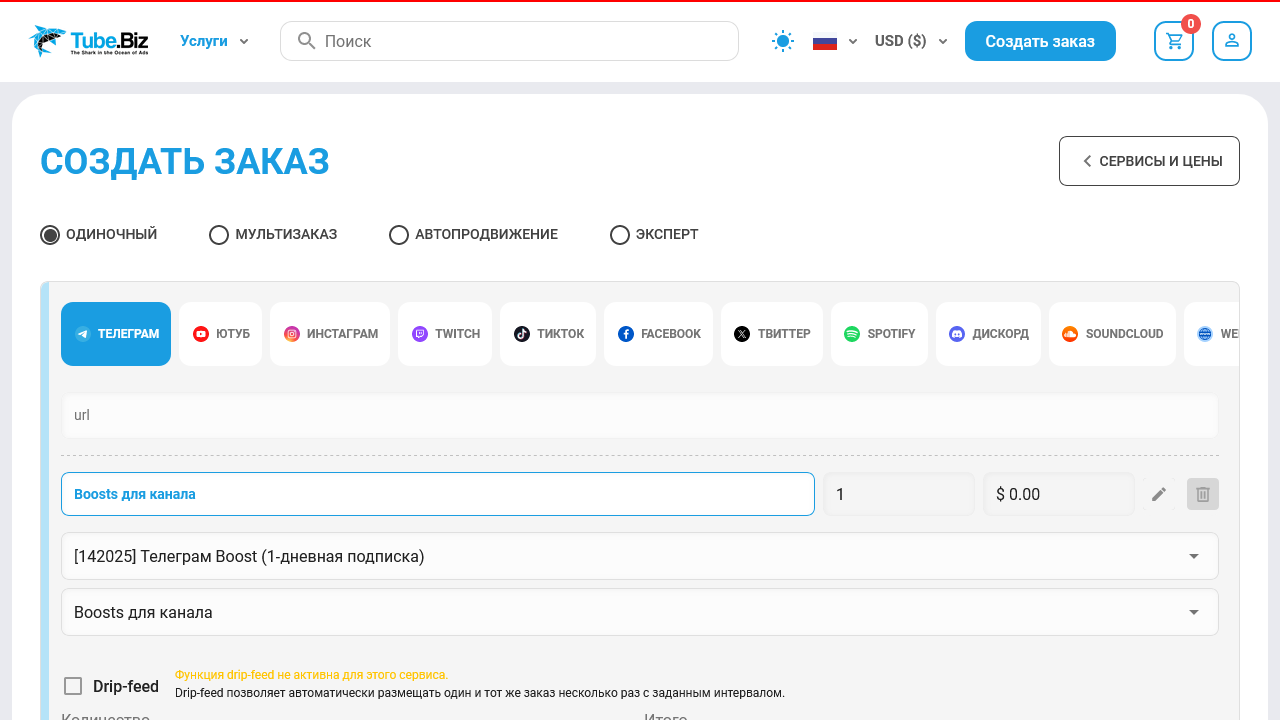 Tube.Biz
The Shark in the Ocean of Ads
Услуги
Поиск
USD ($)
Создать заказ
0
СОЗДАТЬ ЗАКАЗ
СЕРВИСЫ И ЦЕНЫ
ОДИНОЧНЫЙ
МУЛЬТИЗАКАЗ
АВТОПРОДВИЖЕНИЕ
ЭКСПЕРТ
ТЕЛЕГРАМ
ЮТУБ
ИНСТАГРАМ
TWITCH
ТИКТОК
FACEBOOK
ТВИТТЕР
SPOTIFY
ДИСКОРД
SOUNDCLOUD
url
Boosts для канала
1
$ 0.00
[142025] Телеграм Boost (1-дневная подписка)
Boosts для канала
Drip-feed
Функция drip-feed не активна для этого сервиса.
Drip-feed позволяет автоматически размещать один и тот же заказ несколько раз с заданным интервалом.
Количество
Итого